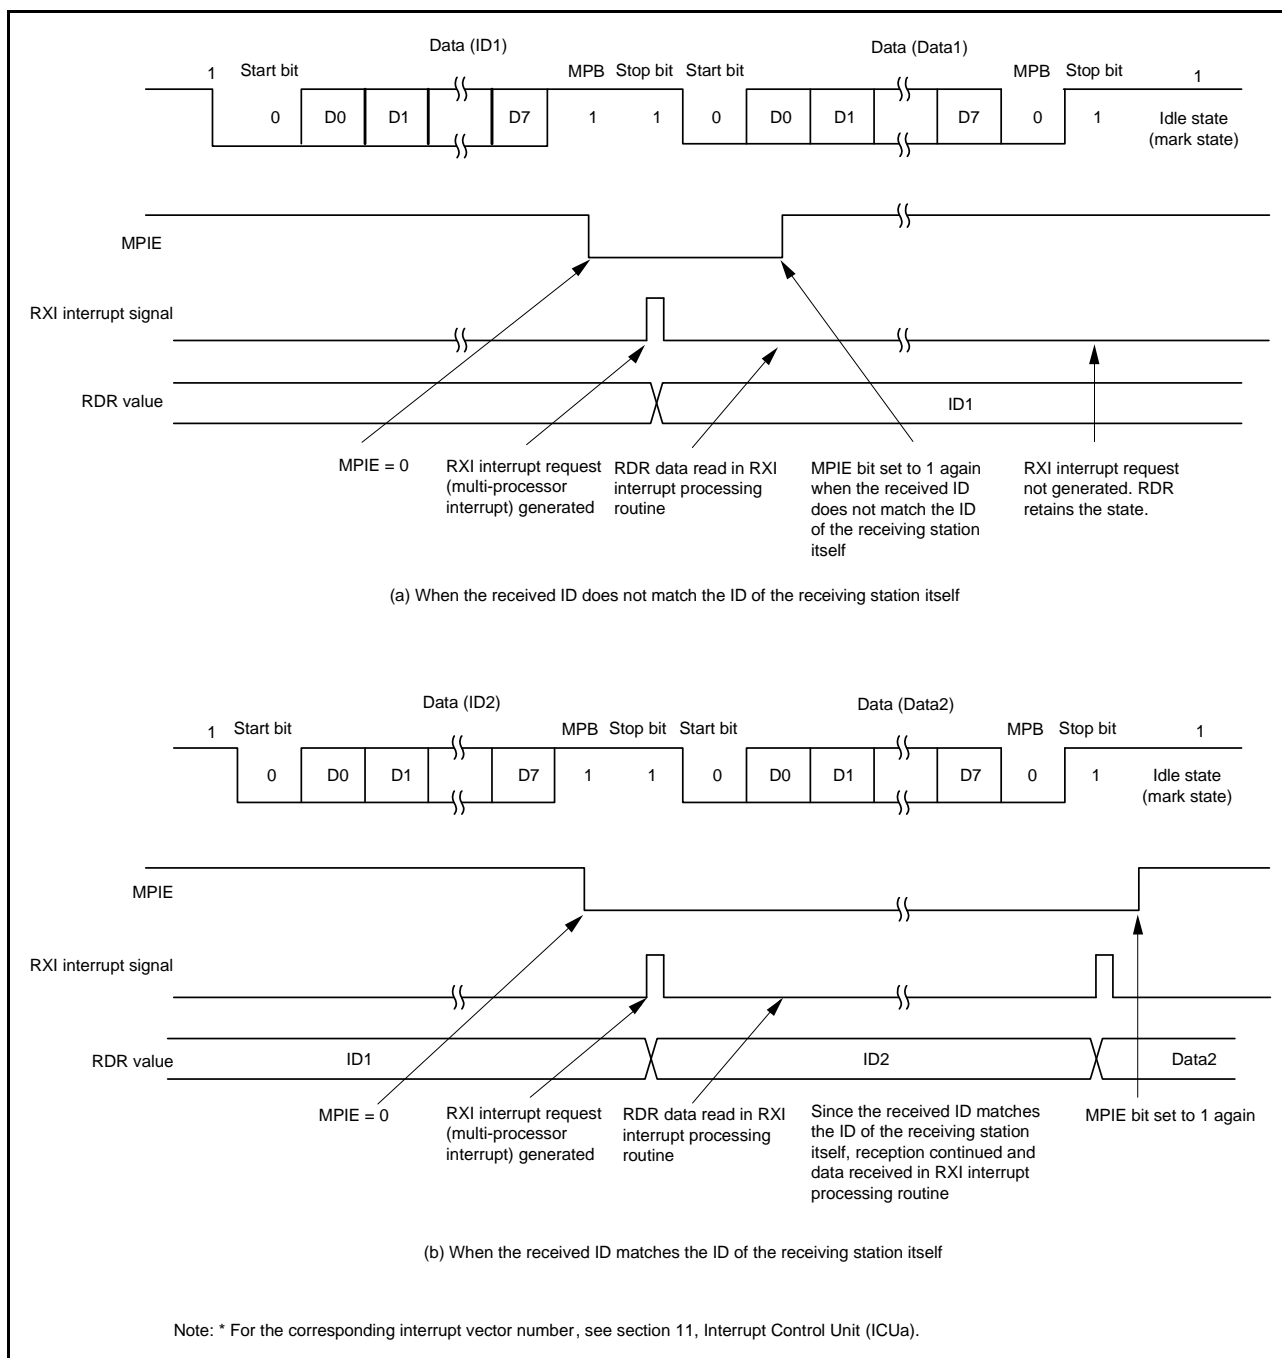 Data (ID1)
Data (Data1)
1 Start bit MPB Stop bit Start bit MPB Stop bit 1
0 D0 D1 D7 1 1 0 D0 D1 D7 0 1 Idle state
(mark state)
MPIE
RXI interrupt signal
RDR value
ID1
MPIE = 0
RXI interrupt request
(multi-processor
interrupt) generated
RDR data read in RXI
interrupt processing
routine
MPIE bit set to 1 again
when the received ID
does not match the ID
of the receiving station
itself
RXI interrupt request
not generated. RDR
retains the state.
(a) When the received ID does not match the ID of the receiving station itself
Data (ID2)
Data (Data2)
1 Start bit MPB Stop bit Start bit MPB Stop bit 1
0 D0 D1 D7 1 1 0 D0 D1 D7 0 1 Idle state
(mark state)
MPIE
RXI interrupt signal
RDR value
ID1
ID2
Data2
MPIE = 0
RXI interrupt request
(multi-processor
interrupt) generated
RDR data read in RXI
interrupt processing
routine
Since the received ID matches
the ID of the receiving station
itself, reception continued and
data received in RXI interrupt
processing routine
MPIE bit set to 1 again
(b) When the received ID matches the ID of the receiving station itself
Note: * For the corresponding interrupt vector number, see section 11, Interrupt Control Unit (ICUa).